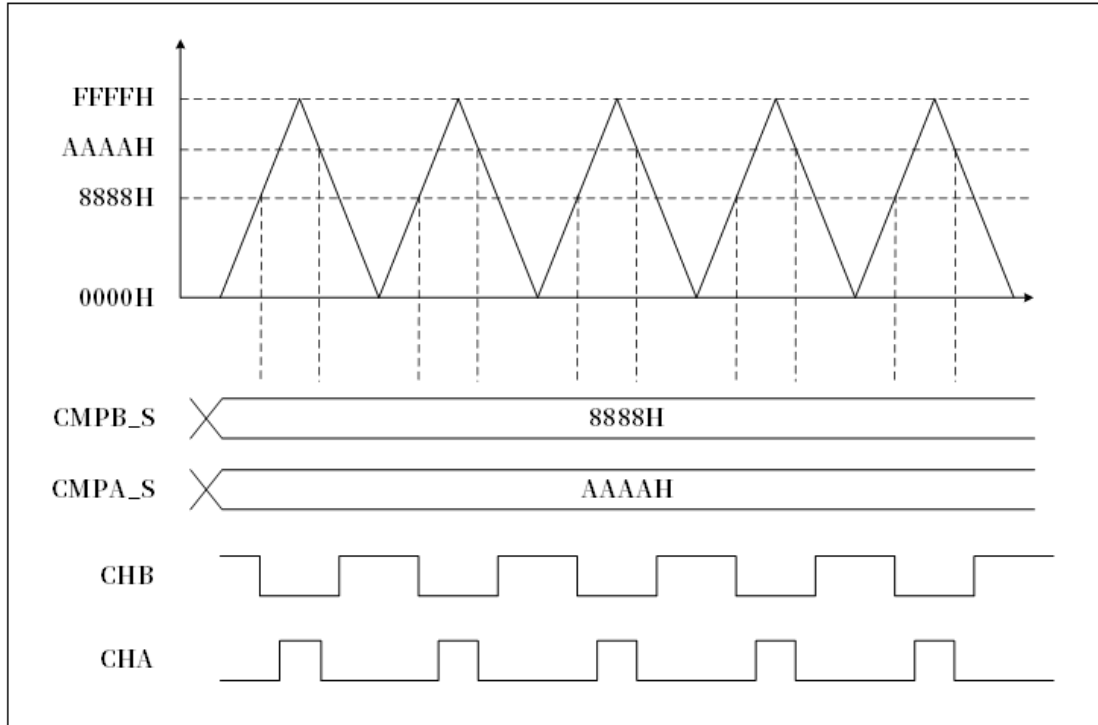 FFFFH
AAAAH
8888H
0000H
CMPB_S 8888H
CMPA_S AAAAH
CHB
CHA